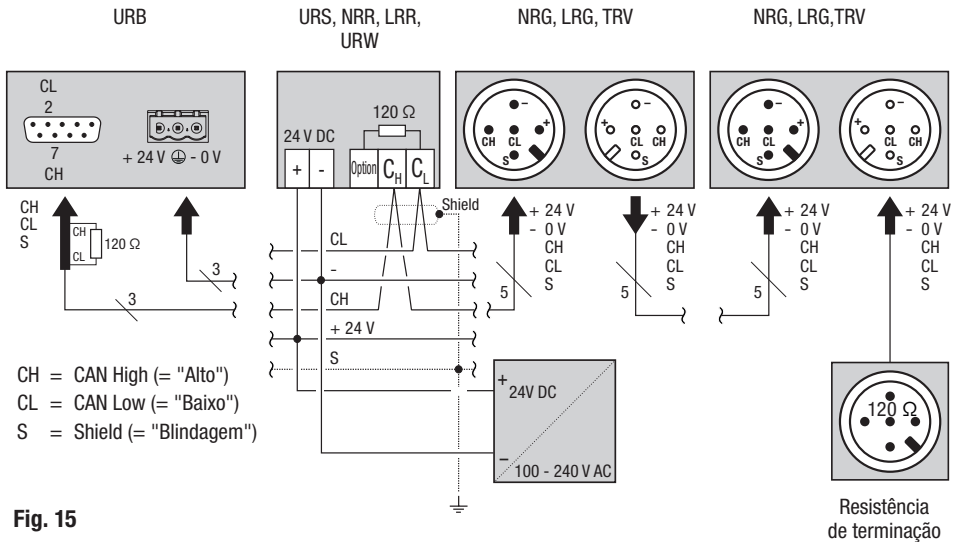 URB
URS, NRR, LRR,
URW
NRG, LRG, TRV
NRG, LRG,TRV
CL
2
7
CH
+ 24 V - 0 V
24 V DC
+ -
120 Ω
Option CH CL
Shield
- + CH CL S
- + CL CH S
- + CH CL S
- + CL CH S
CH
CL
S
CH
CL
120 Ω
3
3
CL
-
CH
+ 24 V
S
+ 24 V
- 0 V
CH
CL
S
5
+ 24 V
- 0 V
CH
CL
S
5
+ 24 V
- 0 V
CH
CL
S
5
+ 24 V
- 0 V
CH
CL
S
+
24V DC
-
100 - 240 V AC
120 Ω
Resistência
de terminação
CH = CAN High (= "Alto")
CL = CAN Low (= "Baixo")
S = Shield (= "Blindagem")
Fig. 15